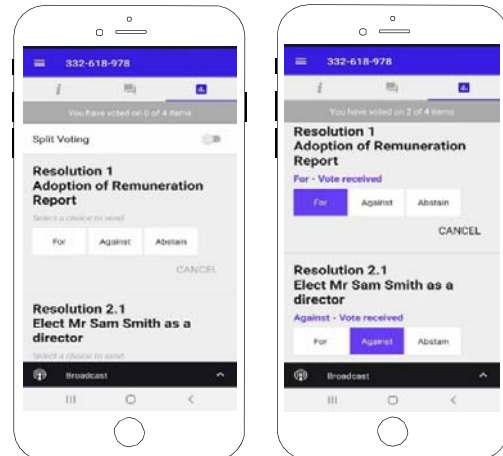 332-618-978
You have voted on 0 of 4 items
Split Voting
Resolution 1
Adoption of Remuneration
Report
Select a choice to send
For Against Abstain
CANCEL
Resolution 2.1
Elect Mr Sam Smith as a
director
Select a choice to send
Broadcast
332-618-978
You have voted on 2 of 4 items
Resolution 1
Adoption of Remuneration
Report
For - Vote received
For Against Abstain
CANCEL
Resolution 2.1
Elect Mr Sam Smith as a
director
Against - Vote received
For Against Abstain
Broadcast